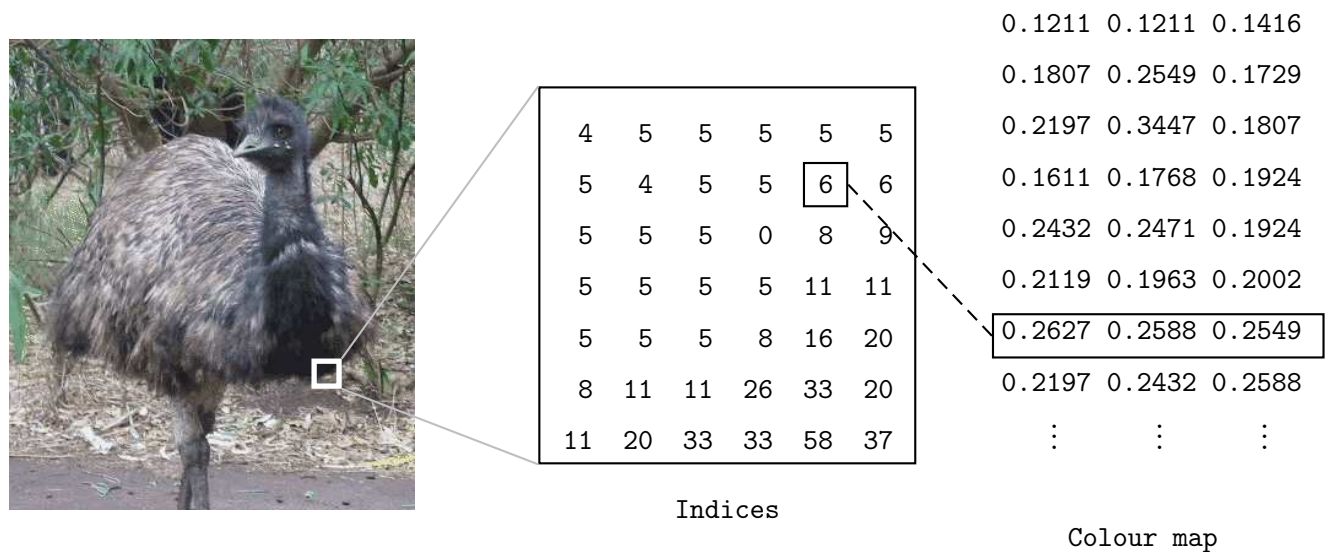 0.1211 0.1211 0.1416
0.1807 0.2549 0.1729
0.2197 0.3447 0.1807
0.1611 0.1768 0.1924
0.2432 0.2471 0.1924
0.2119 0.1963 0.2002
0.2627 0.2588 0.2549
0.2197 0.2432 0.2588
⋮ ⋮ ⋮
4 5 5 5 5 5
5 4 5 5 6 6
5 5 5 0 8 9
5 5 5 5 11 11
5 5 5 8 16 20
8 11 11 26 33 20
11 20 33 33 58 37
Indices
Colour map